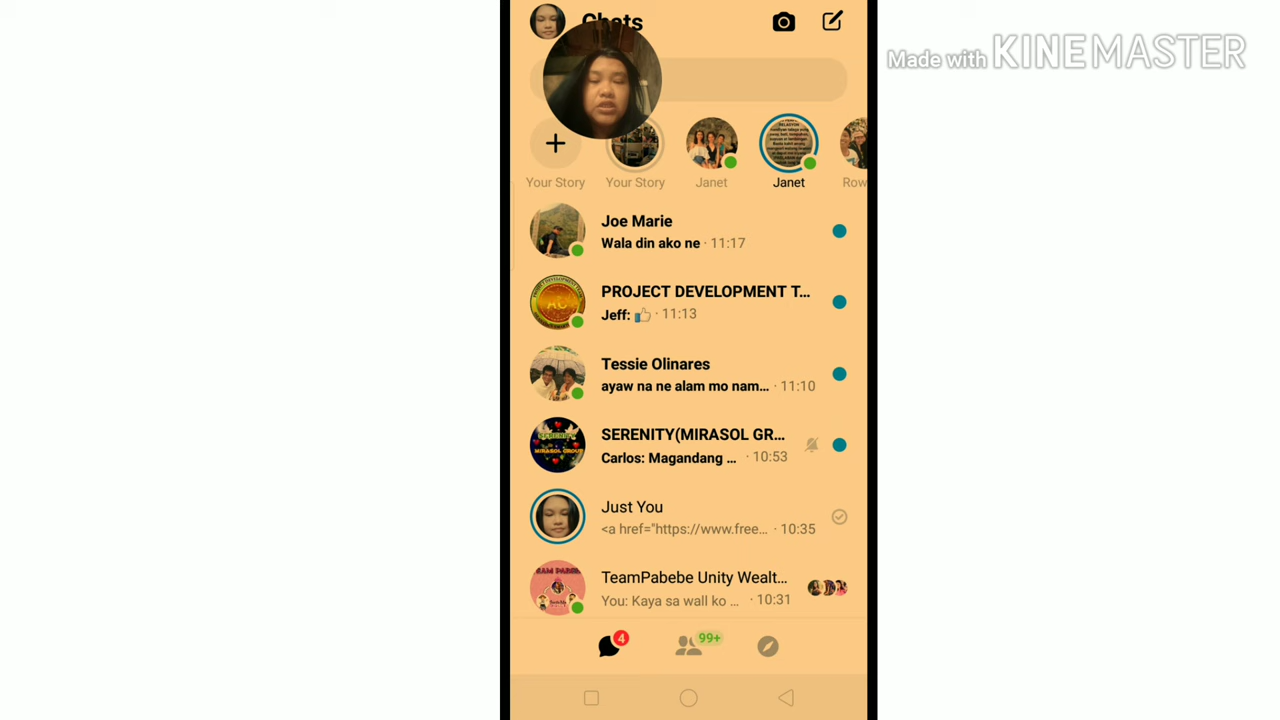 Chats
Made with KINEMASTER
Your Story
Your Story
Janet
Janet
Row
Joe Marie
Wala din ako ne · 11:17
PROJECT DEVELOPMENT T...
Jeff: 👍 · 11:13
Tessie Olinares
ayaw na ne alam mo nam... · 11:10
SERENITY(MIRASOL GR...
Carlos: Magandang ... · 10:53
Just You
<a href="https://www.free... · 10:35
TeamPabebe Unity Wealt...
You: Kaya sa wall ko ... · 10:31
4
99+